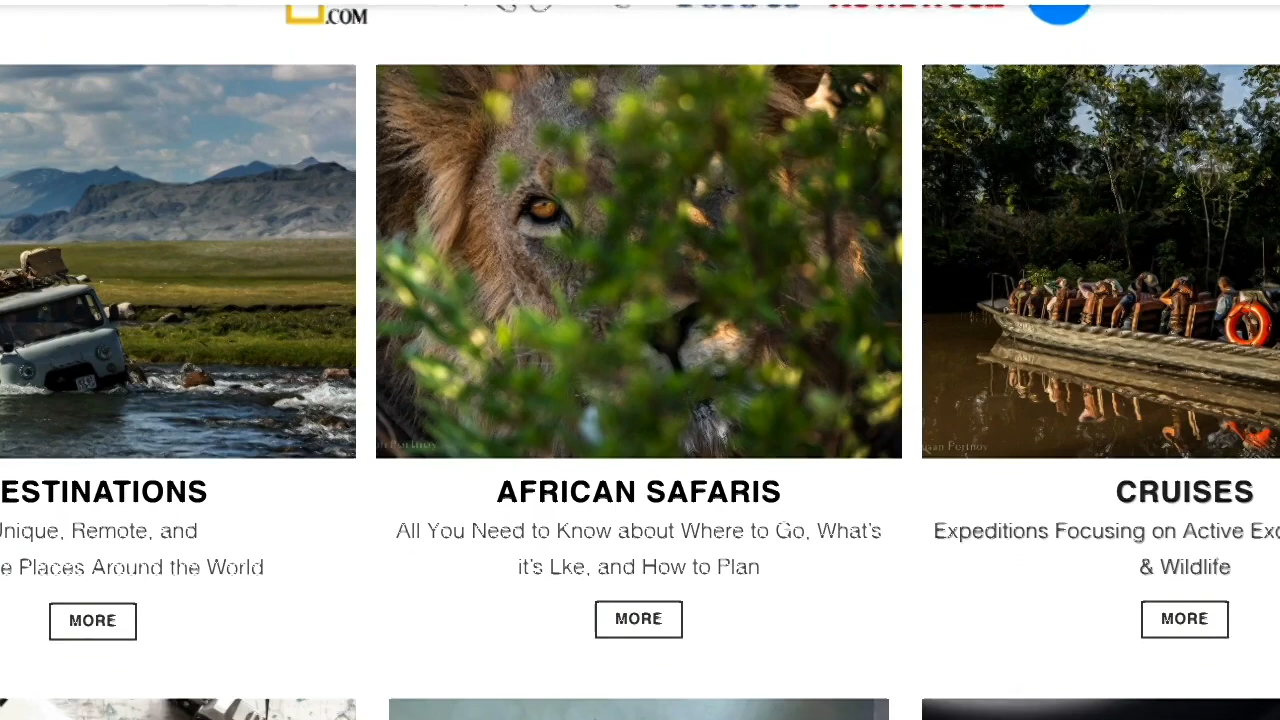 .COM
ESTINATIONS
Unique, Remote, and
e Places Around the World
MORE
AFRICAN SAFARIS
All You Need to Know about Where to Go, What's
it's Lke, and How to Plan
MORE
CRUISES
Expeditions Focusing on Active Exc
& Wildlife
MORE